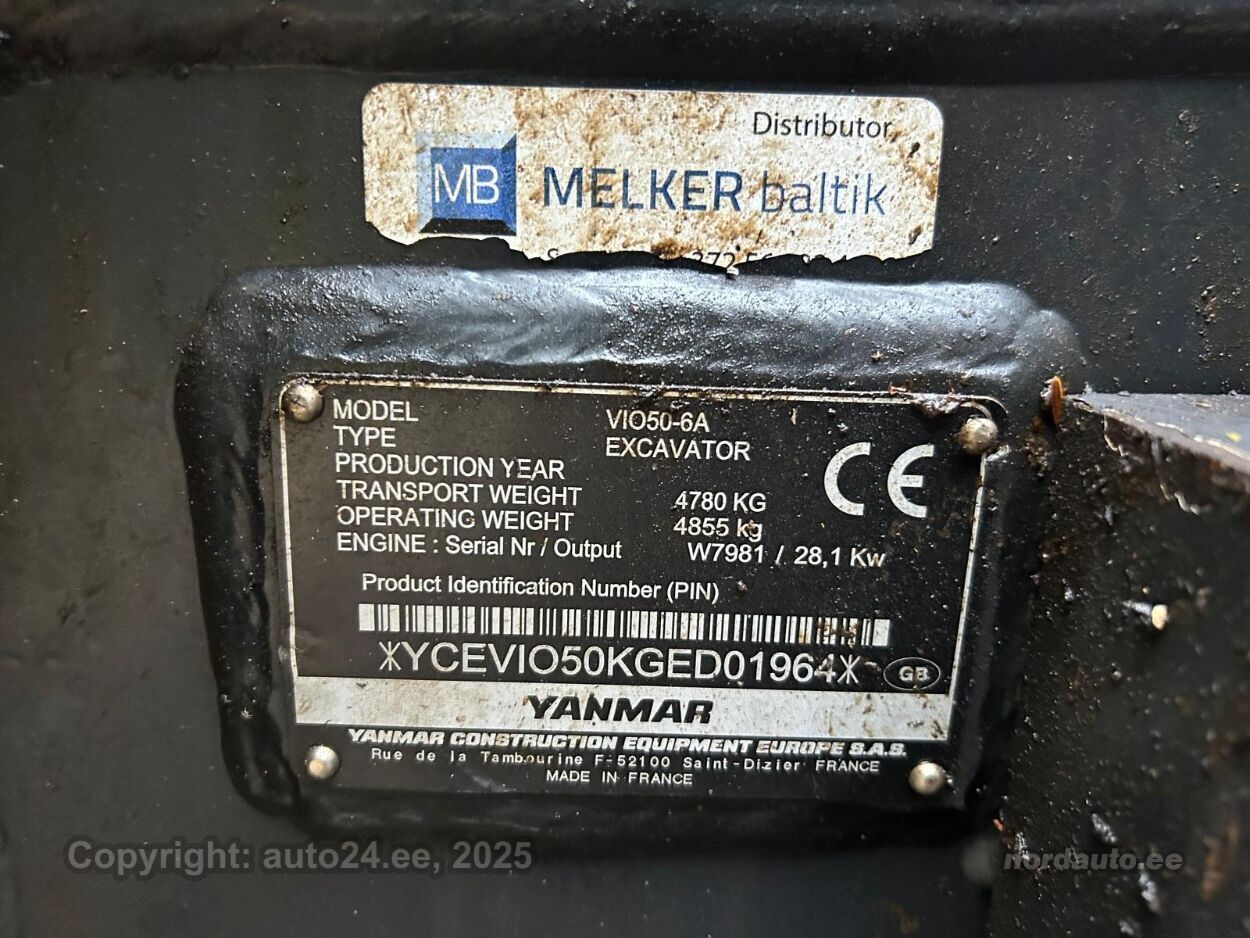 Distributor
MB MELKER baltik
MODEL VIO50-6A
TYPE EXCAVATOR
PRODUCTION YEAR
TRANSPORT WEIGHT 4780 KG
OPERATING WEIGHT 4855 kg
ENGINE : Serial Nr / Output W7981 / 28,1 Kw
CE
Product Identification Number (PIN)
*YCEVIO50KGED01964*
GB
YANMAR
YANMAR CONSTRUCTION EQUIPMENT EUROPE S.A.S.
Rue de la Tambourine F-52100 Saint-Dizier FRANCE
MADE IN FRANCE
Copyright: auto24.ee, 2025
nordauto.ee